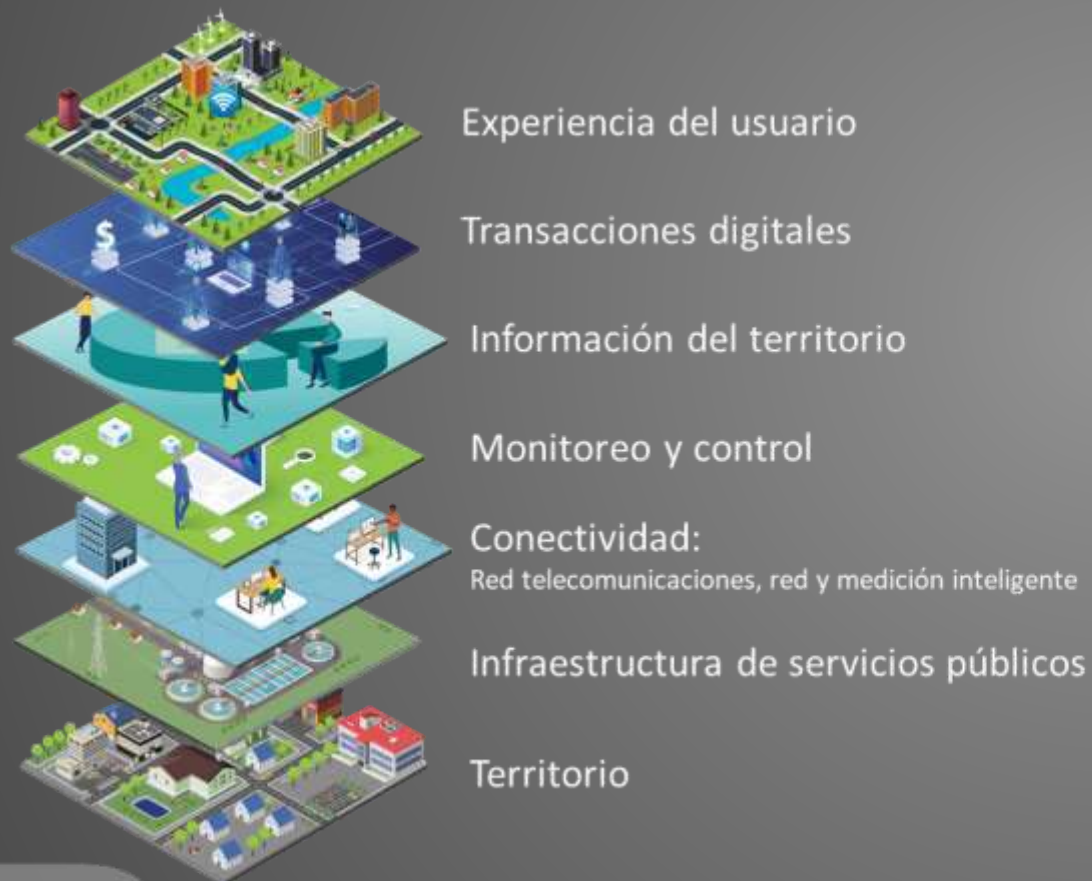 Experiencia del usuario
$
Transacciones digitales
Información del territorio
Monitoreo y control
Conectividad:
Red telecomunicaciones, red y medición inteligente
Infraestructura de servicios públicos
Territorio